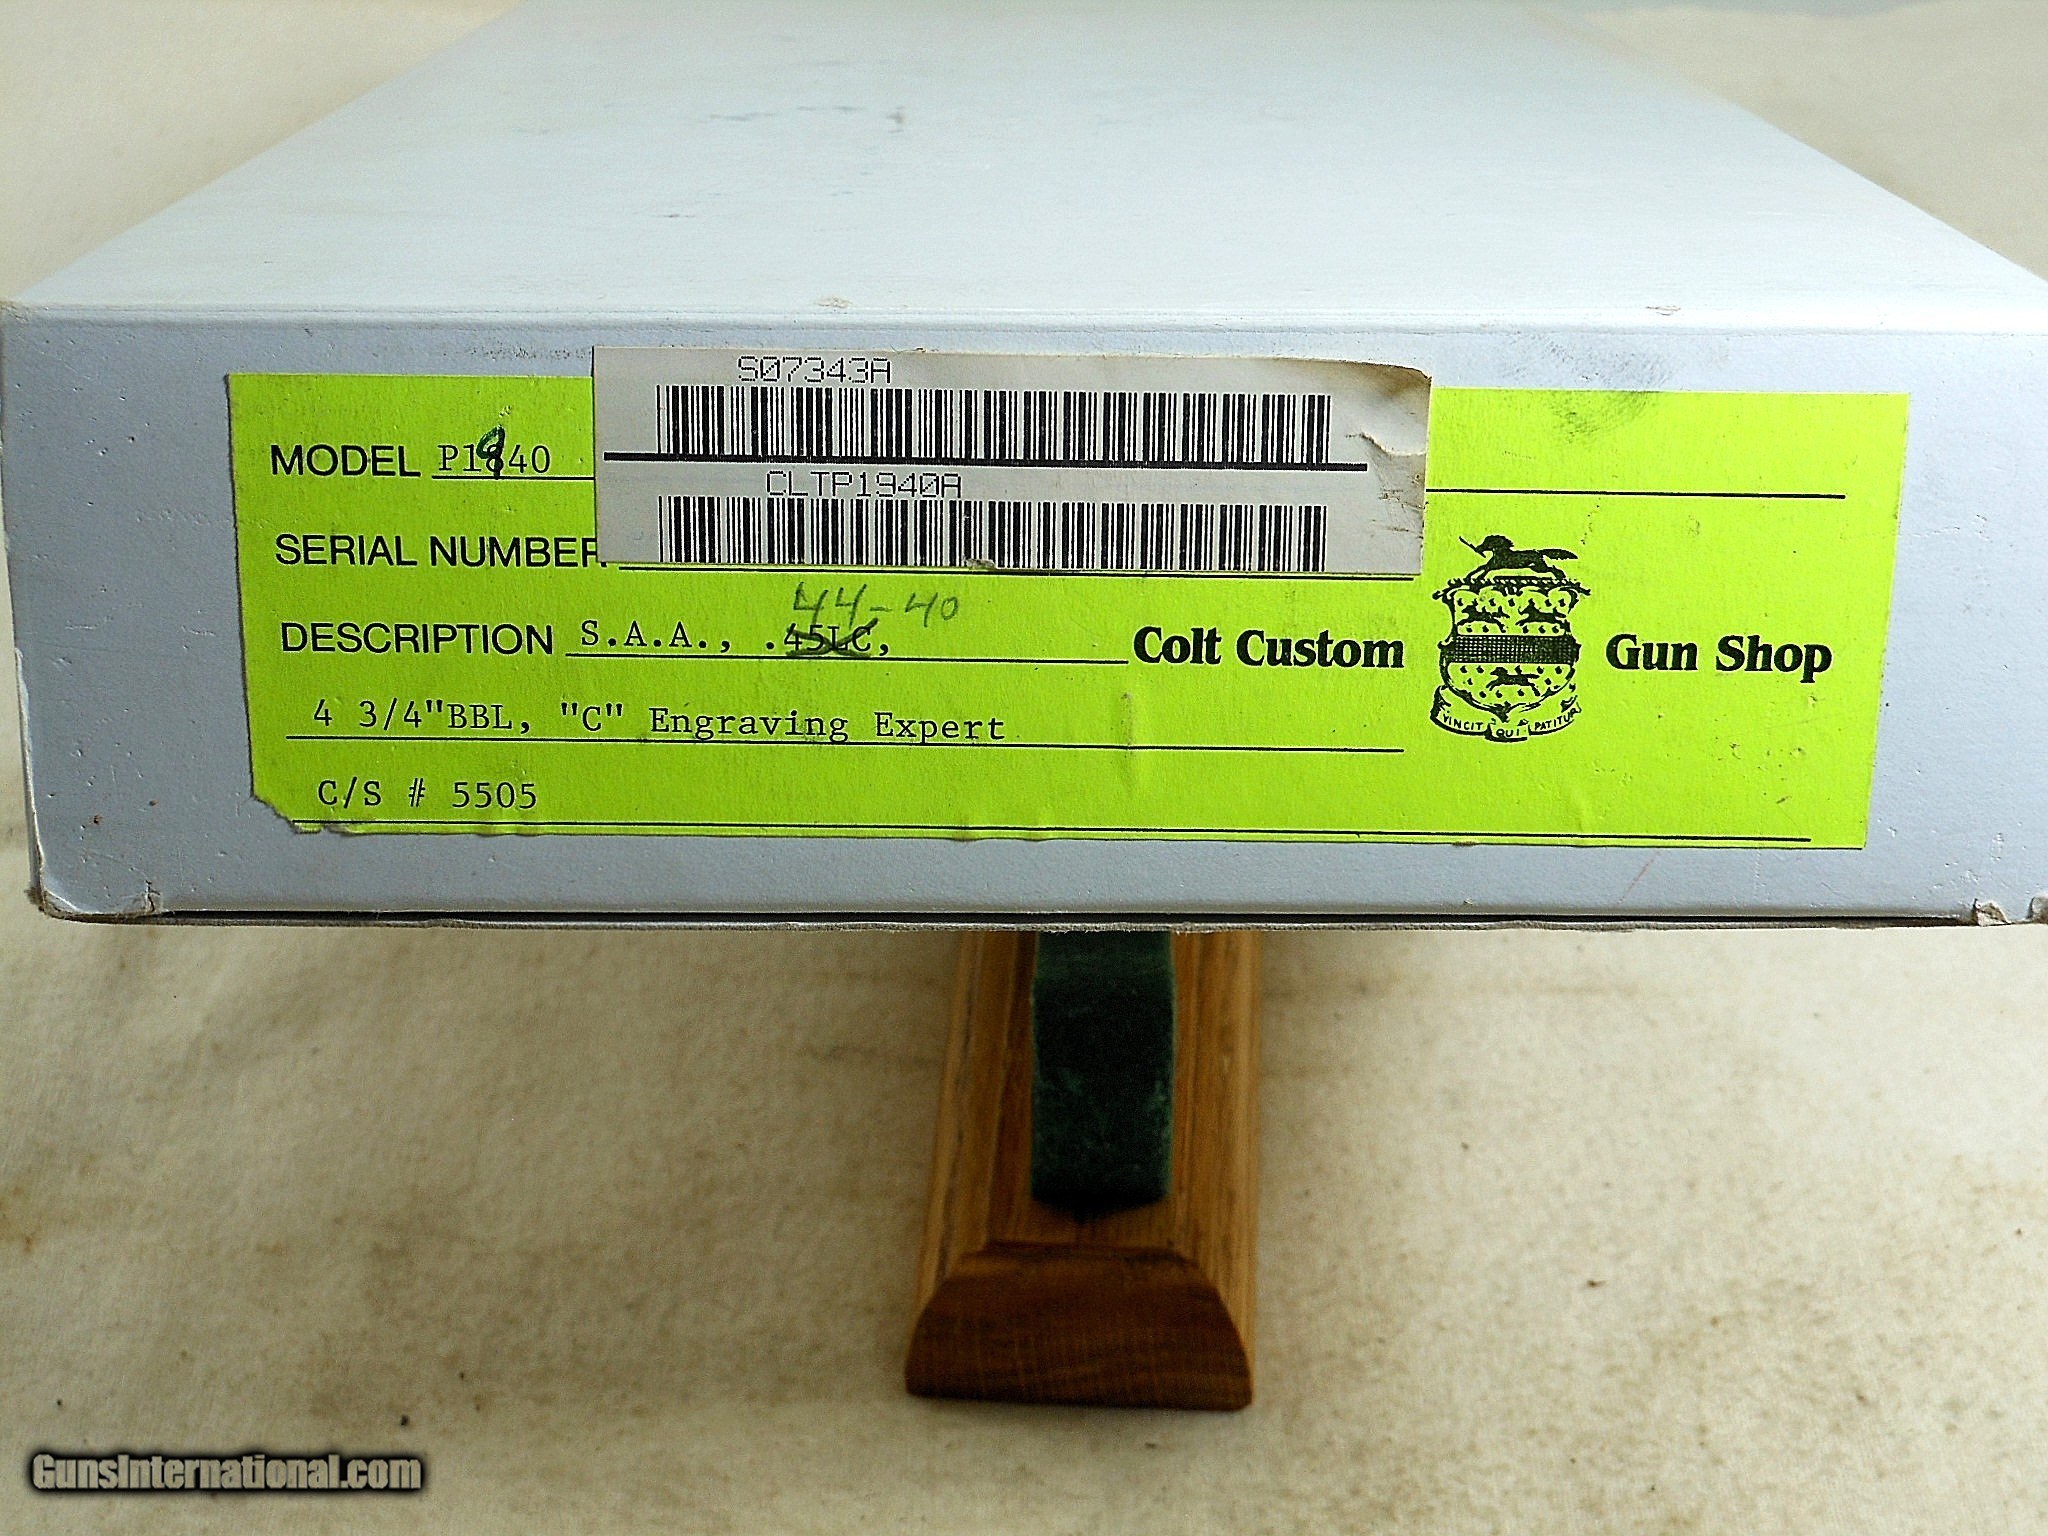 S07343A
MODEL P1940
CLTP1940A
SERIAL NUMBER
44-40
DESCRIPTION S.A.A., .45LC,
Colt Custom Gun Shop
4 3/4"BBL, "C" Engraving Expert
VINCIT QUI PATITUR
C/S # 5505
GunsInternational.com